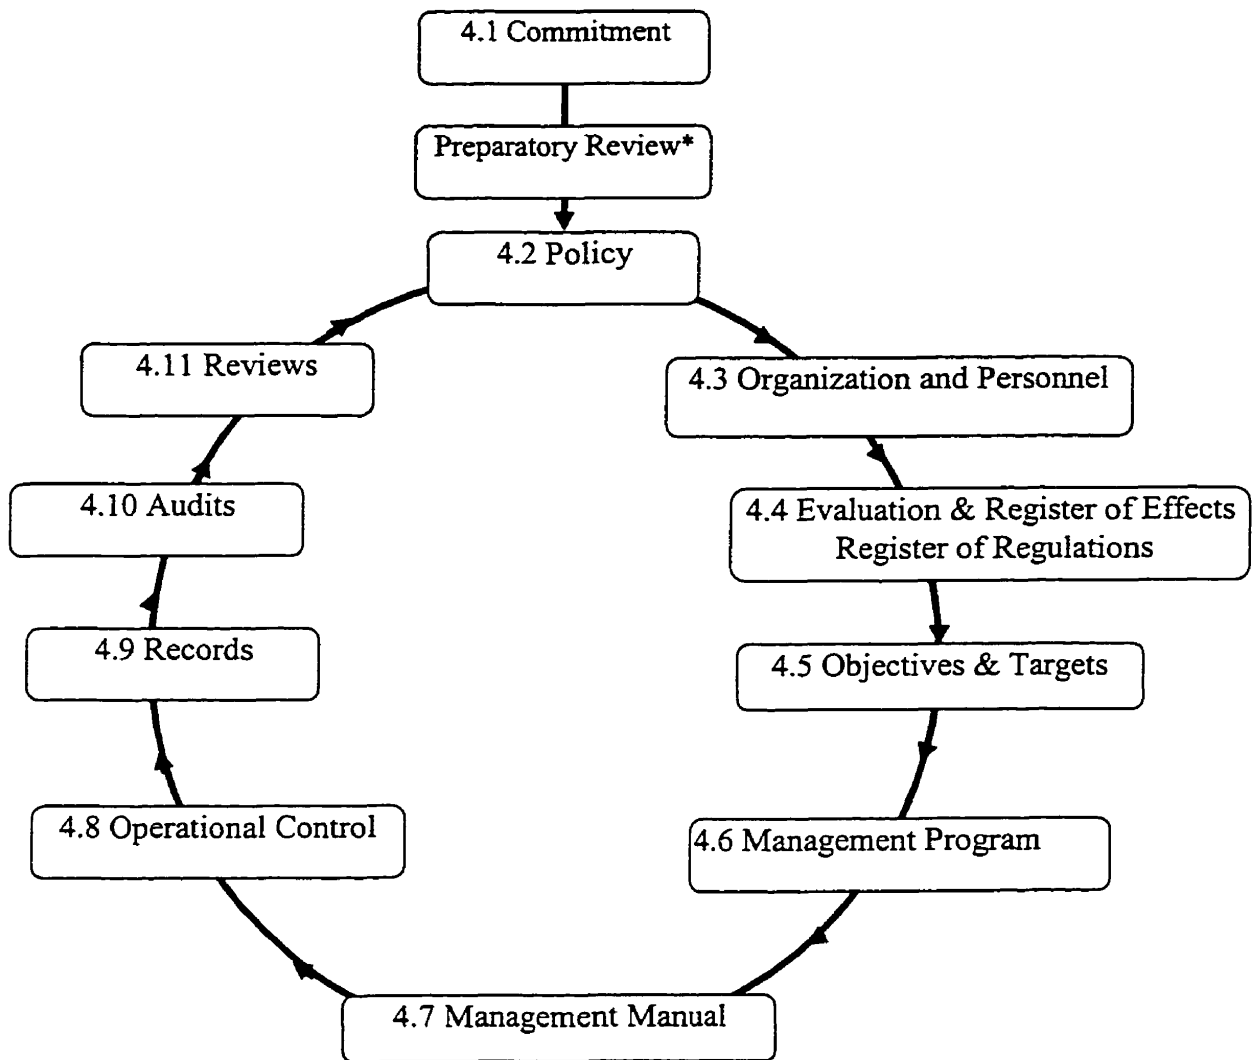 4.1 Commitment
Preparatory Review*
4.2 Policy
4.3 Organization and Personnel
4.4 Evaluation & Register of Effects
Register of Regulations
4.5 Objectives & Targets
4.6 Management Program
4.7 Management Manual
4.8 Operational Control
4.9 Records
4.10 Audits
4.11 Reviews